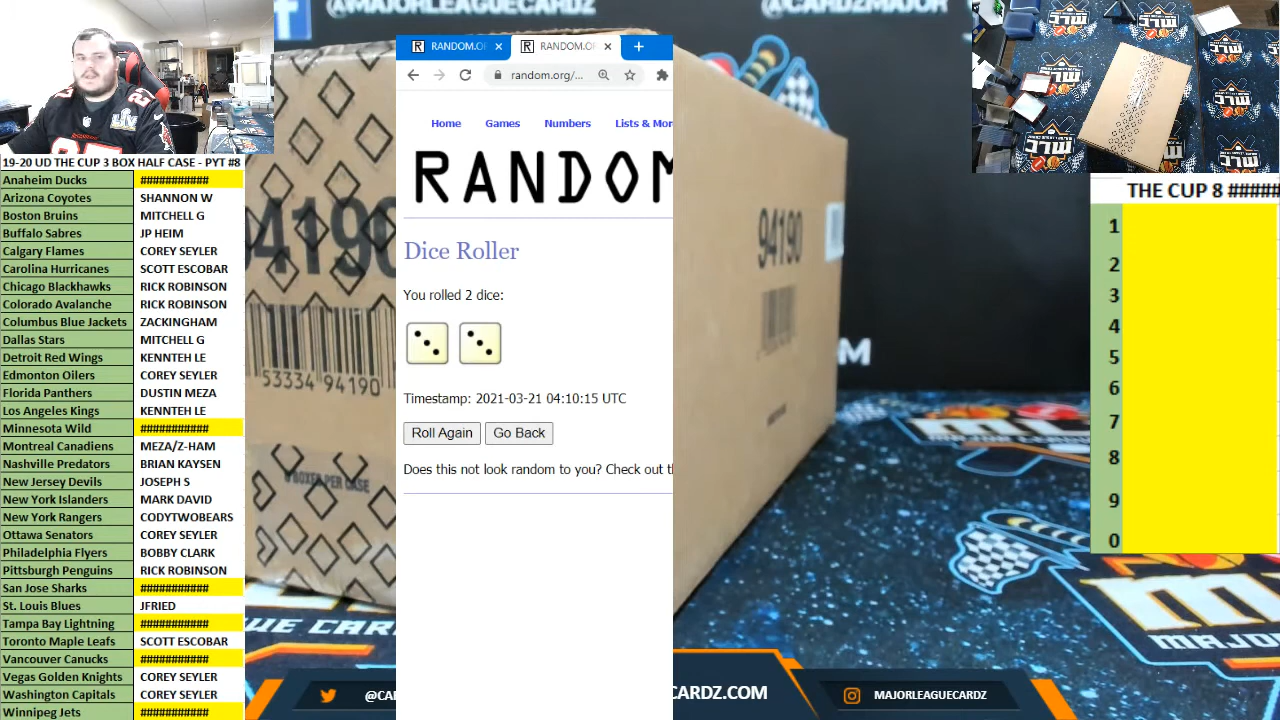 @MAJORLEAGUECARDZ
@CARDZMAJOR
RANDOM.O
RANDOM.O
random.org/...
Home Games Numbers Lists & Mor
RANDOM
Dice Roller
You rolled 2 dice:
Timestamp: 2021-03-21 04:10:15 UTC
Roll Again Go Back
Does this not look random to you? Check out th
19-20 UD THE CUP 3 BOX HALF CASE - PYT #8
Anaheim Ducks ###########
Arizona Coyotes SHANNON W
Boston Bruins MITCHELL G
Buffalo Sabres JP HEIM
Calgary Flames COREY SEYLER
Carolina Hurricanes SCOTT ESCOBAR
Chicago Blackhawks RICK ROBINSON
Colorado Avalanche RICK ROBINSON
Columbus Blue Jackets ZACKINGHAM
Dallas Stars MITCHELL G
Detroit Red Wings KENNTEH LE
Edmonton Oilers COREY SEYLER
Florida Panthers DUSTIN MEZA
Los Angeles Kings KENNTEH LE
Minnesota Wild ###########
Montreal Canadiens MEZA/Z-HAM
Nashville Predators BRIAN KAYSEN
New Jersey Devils JOSEPH S
New York Islanders MARK DAVID
New York Rangers CODYTWOBEARS
Ottawa Senators COREY SEYLER
Philadelphia Flyers BOBBY CLARK
Pittsburgh Penguins RICK ROBINSON
San Jose Sharks ###########
St. Louis Blues JFRIED
Tampa Bay Lightning ###########
Toronto Maple Leafs SCOTT ESCOBAR
Vancouver Canucks ###########
Vegas Golden Knights COREY SEYLER
Washington Capitals COREY SEYLER
Winnipeg Jets ###########
94190
53334 94190
BOXES PER CASE
94190
THE CUP 8 ######
1
2
3
4
5
6
7
8
9
0
@CA
CARDZ.COM
MAJORLEAGUECARDZ